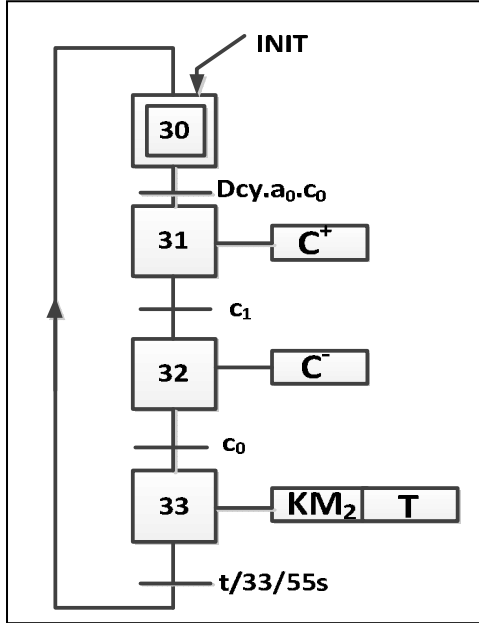 INIT
30
Dcy.a₀.c₀
31
C⁺
c₁
32
C⁻
c₀
33
KM₂ T
t/33/55s